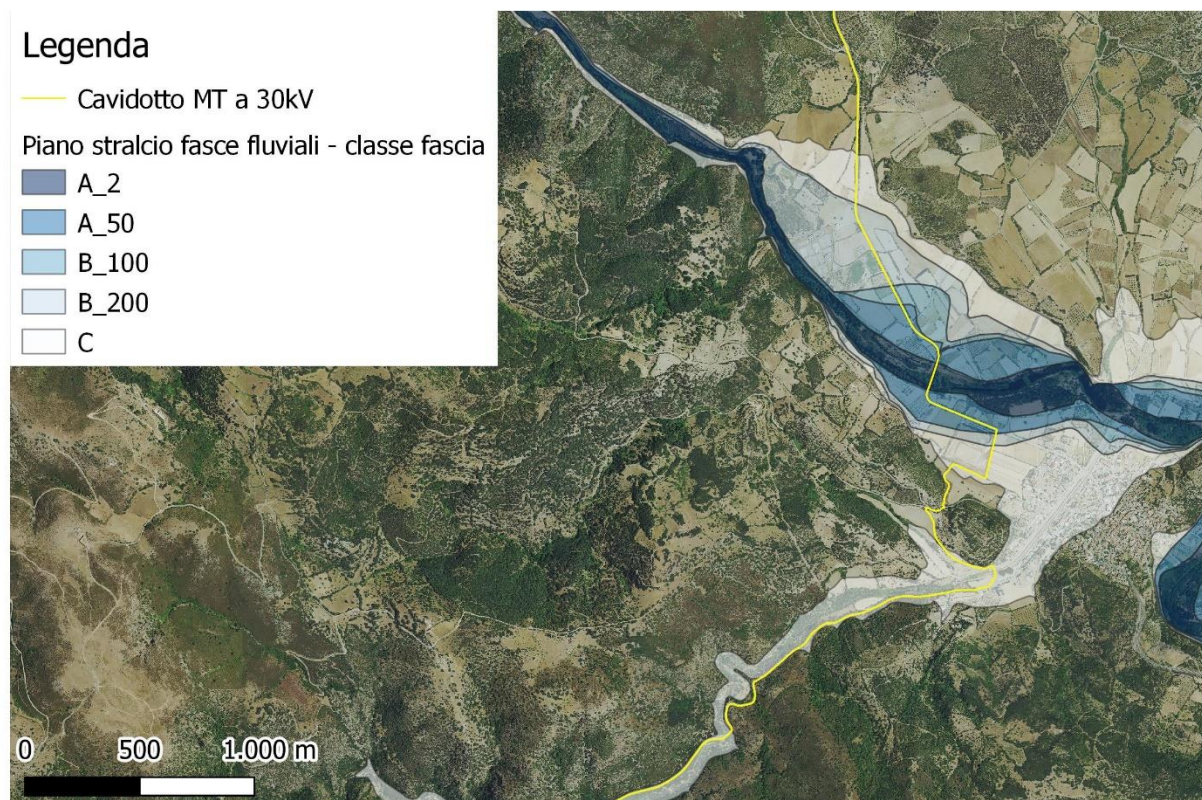 Legenda
Cavidotto MT a 30kV
Piano stralcio fasce fluviali - classe fascia
A_2
A_50
B_100
B_200
C
0 500 1.000 m